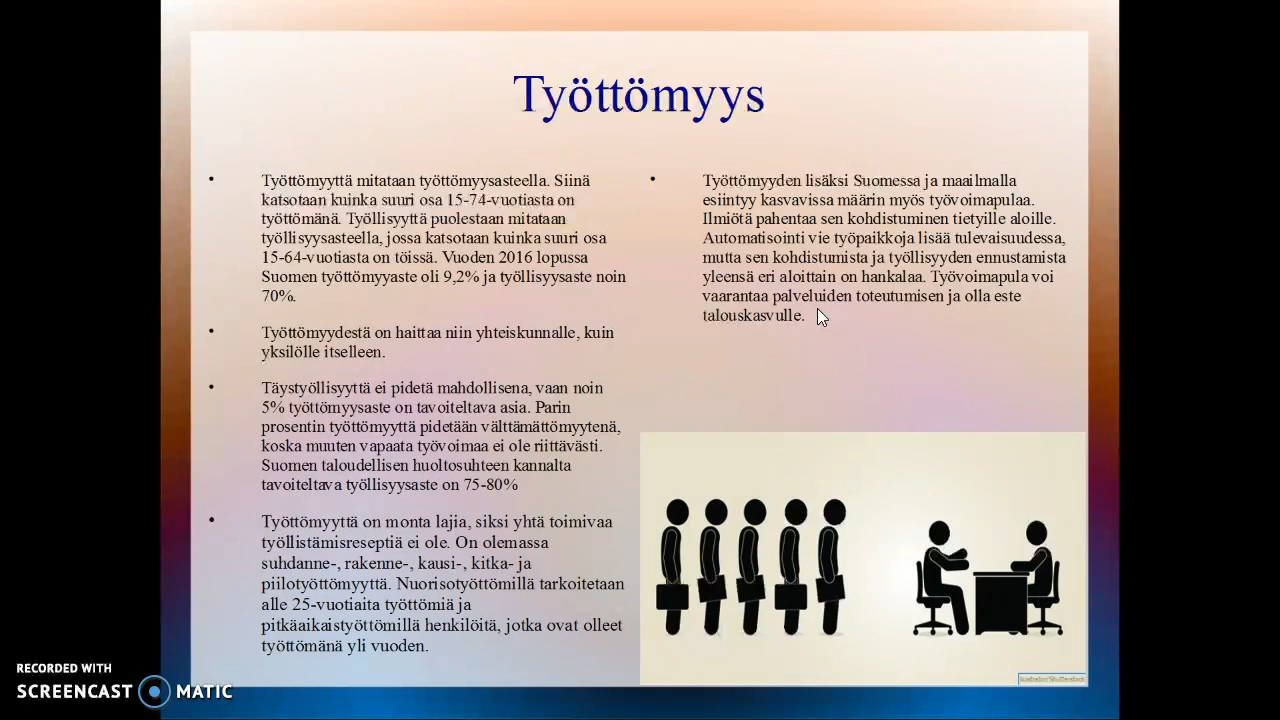 Työttömyys
• Työttömyyttä mitataan työttömyysasteella. Siinä
katsotaan kuinka suuri osa 15-74-vuotiasta on
työttömänä. Työllisyyttä puolestaan mitataan
työllisyysasteella, jossa katsotaan kuinka suuri osa
15-64-vuotiasta on töissä. Vuoden 2016 lopussa
Suomen työttömyyaste oli 9,2% ja työllisyysaste noin
70%.
• Työttömyydestä on haittaa niin yhteiskunnalle, kuin
yksilölle itselleen.
• Täystyöllisyyttä ei pidetä mahdollisena, vaan noin
5% työttömyysaste on tavoiteltava asia. Parin
prosentin työttömyyttä pidetään välttämättömyytenä,
koska muuten vapaata työvoimaa ei ole riittävästi.
Suomen taloudellisen huoltosuhteen kannalta
tavoiteltava työllisyysaste on 75-80%
• Työttömyyttä on monta lajia, siksi yhtä toimivaa
työllistämisreseptiä ei ole. On olemassa
suhdanne-, rakenne-, kausi-, kitka- ja
piilotyöttömyyttä. Nuorisotyöttömillä tarkoitetaan
alle 25-vuotiaita työttömiä ja
pitkäaikaistyöttömillä henkilöitä, jotka ovat olleet
työttömänä yli vuoden.
• Työttömyyden lisäksi Suomessa ja maailmalla
esiintyy kasvavissa määrin myös työvoimapulaa.
Ilmiötä pahentaa sen kohdistuminen tietyille aloille.
Automatisointi vie työpaikkoja lisää tulevaisuudessa,
mutta sen kohdistumista ja työllisyyden ennustamista
yleensä eri aloittain on hankalaa. Työvoimapula voi
vaarantaa palveluiden toteutumisen ja olla este
talouskasvulle.
RECORDED WITH
SCREENCAST MATIC